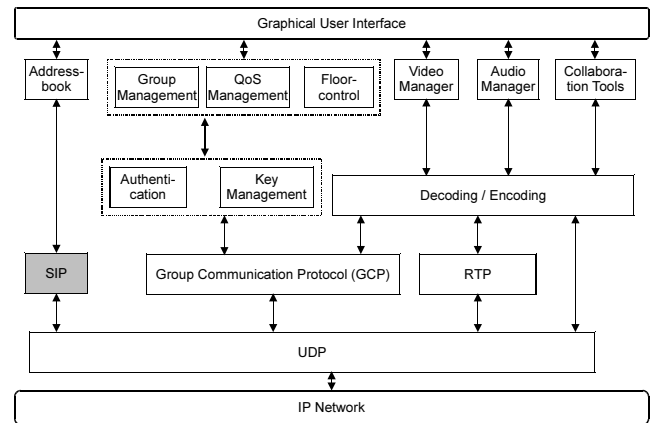 Graphical User Interface
Address-
book
Group
Management
QoS
Management
Floor-
control
Video
Manager
Audio
Manager
Collabora-
tion Tools
Authenti-
cation
Key
Management
Decoding / Encoding
SIP
Group Communication Protocol (GCP)
RTP
UDP
IP Network